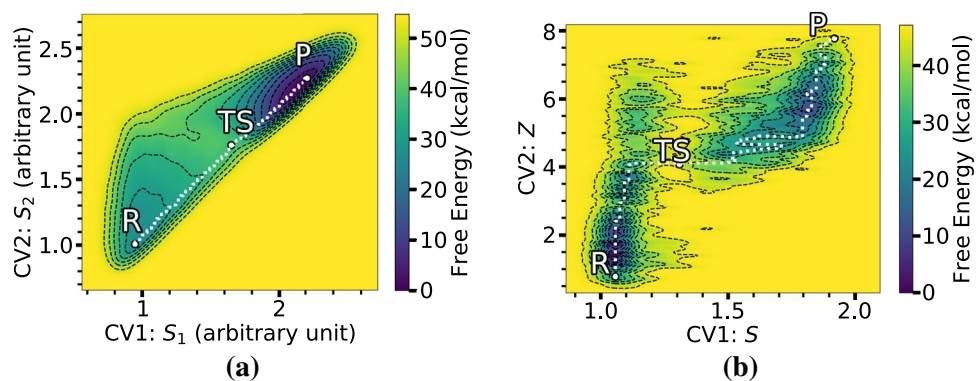 (a)
2.5
2.0
1.5
1.0
CV2: S2 (arbitrary unit)
P
TS
R
1
2
CV1: S1 (arbitrary unit)
50
40
30
20
10
0
Free Energy (kcal/mol)
(a)
(b)
8
6
4
2
CV2: Z
P
TS
R
1.0
1.5
2.0
CV1: S
40
30
20
10
0
Free Energy (kcal/mol)
(b)